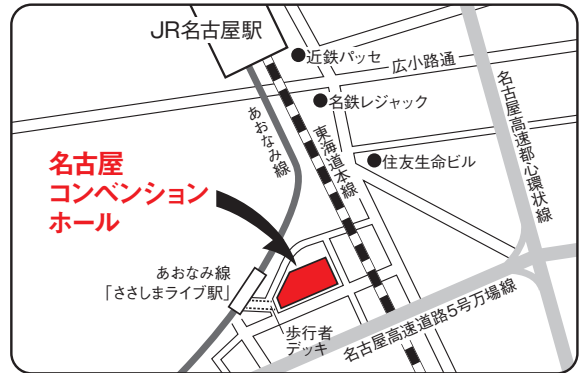 JR名古屋駅
近鉄パッセ
広小路通
名鉄レジャック
あおなみ線
東海道本線
名古屋高速都心環状線
住友生命ビル
名古屋
コンベンション
ホール
あおなみ線
「ささしまライブ駅」
歩行者
デッキ
名古屋高速道路5号万場線